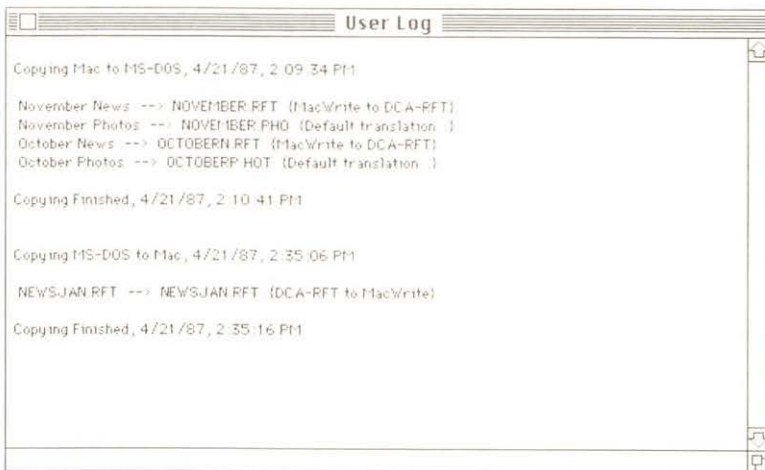 User Log
Copying Mac to MS-DOS, 4/21/87, 2:09:34 PM
November News --> NOVEMBER.RFT (MacWrite to DCA-RFT)
November Photos --> NOVEMBER.PHO (Default translation .)
October News --> OCTOBERN.RFT (MacWrite to DCA-RFT)
October Photos --> OCTOBERP.HOT (Default translation .)
Copying Finished, 4/21/87, 2:10:41 PM
Copying MS-DOS to Mac, 4/21/87, 2:35:06 PM
NEWSJAN.RFT --> NEWSJAN.RFT (DCA-RFT to MacWrite)
Copying Finished, 4/21/87, 2:35:16 PM